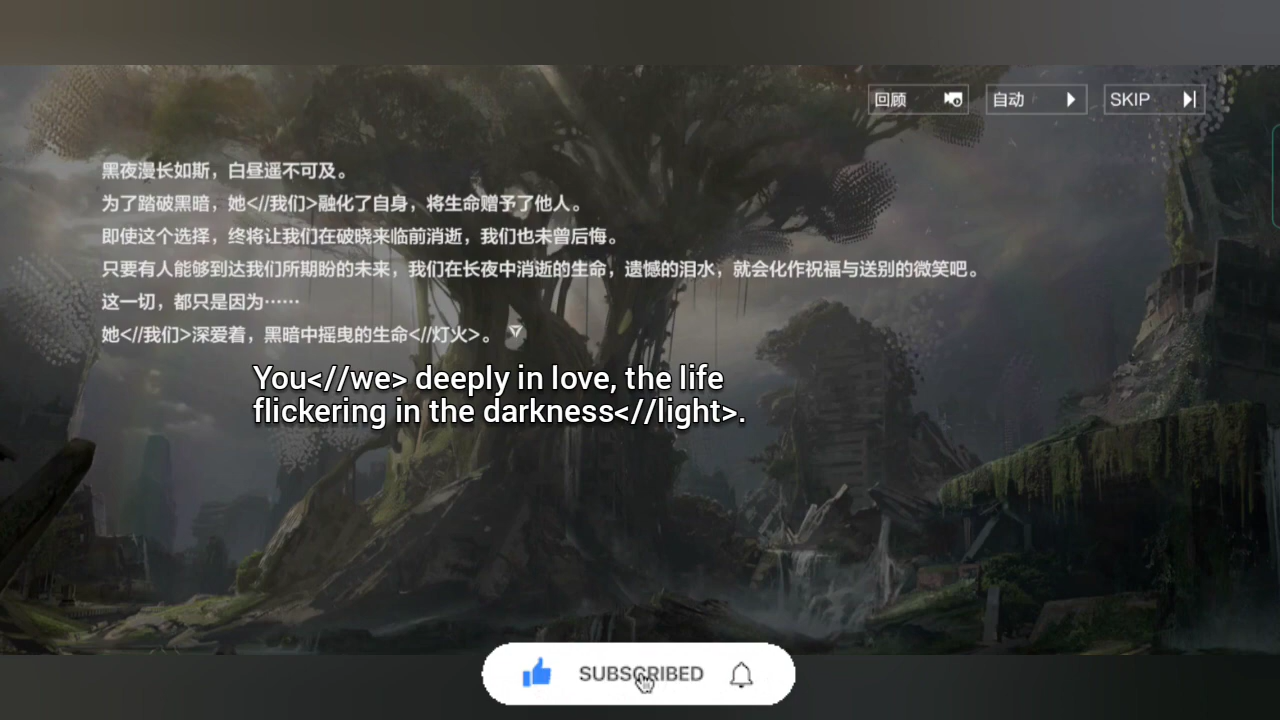 回顾
自动
SKIP
黑夜漫长如斯，白昼遥不可及。
为了踏破黑暗，她<//我们>融化了自身，将生命赠予了他人。
即使这个选择，终将让我们在破晓来临前消逝，我们也未曾后悔。
只要有人能够到达我们所期盼的未来，我们在长夜中消逝的生命，遗憾的泪水，就会化作祝福与送别的微笑吧。
这一切，都只是因为……
她<//我们>深爱着，黑暗中摇曳的生命<//灯火>。
You<//we> deeply in love, the life
flickering in the darkness<//light>.
SUBSCRIBED